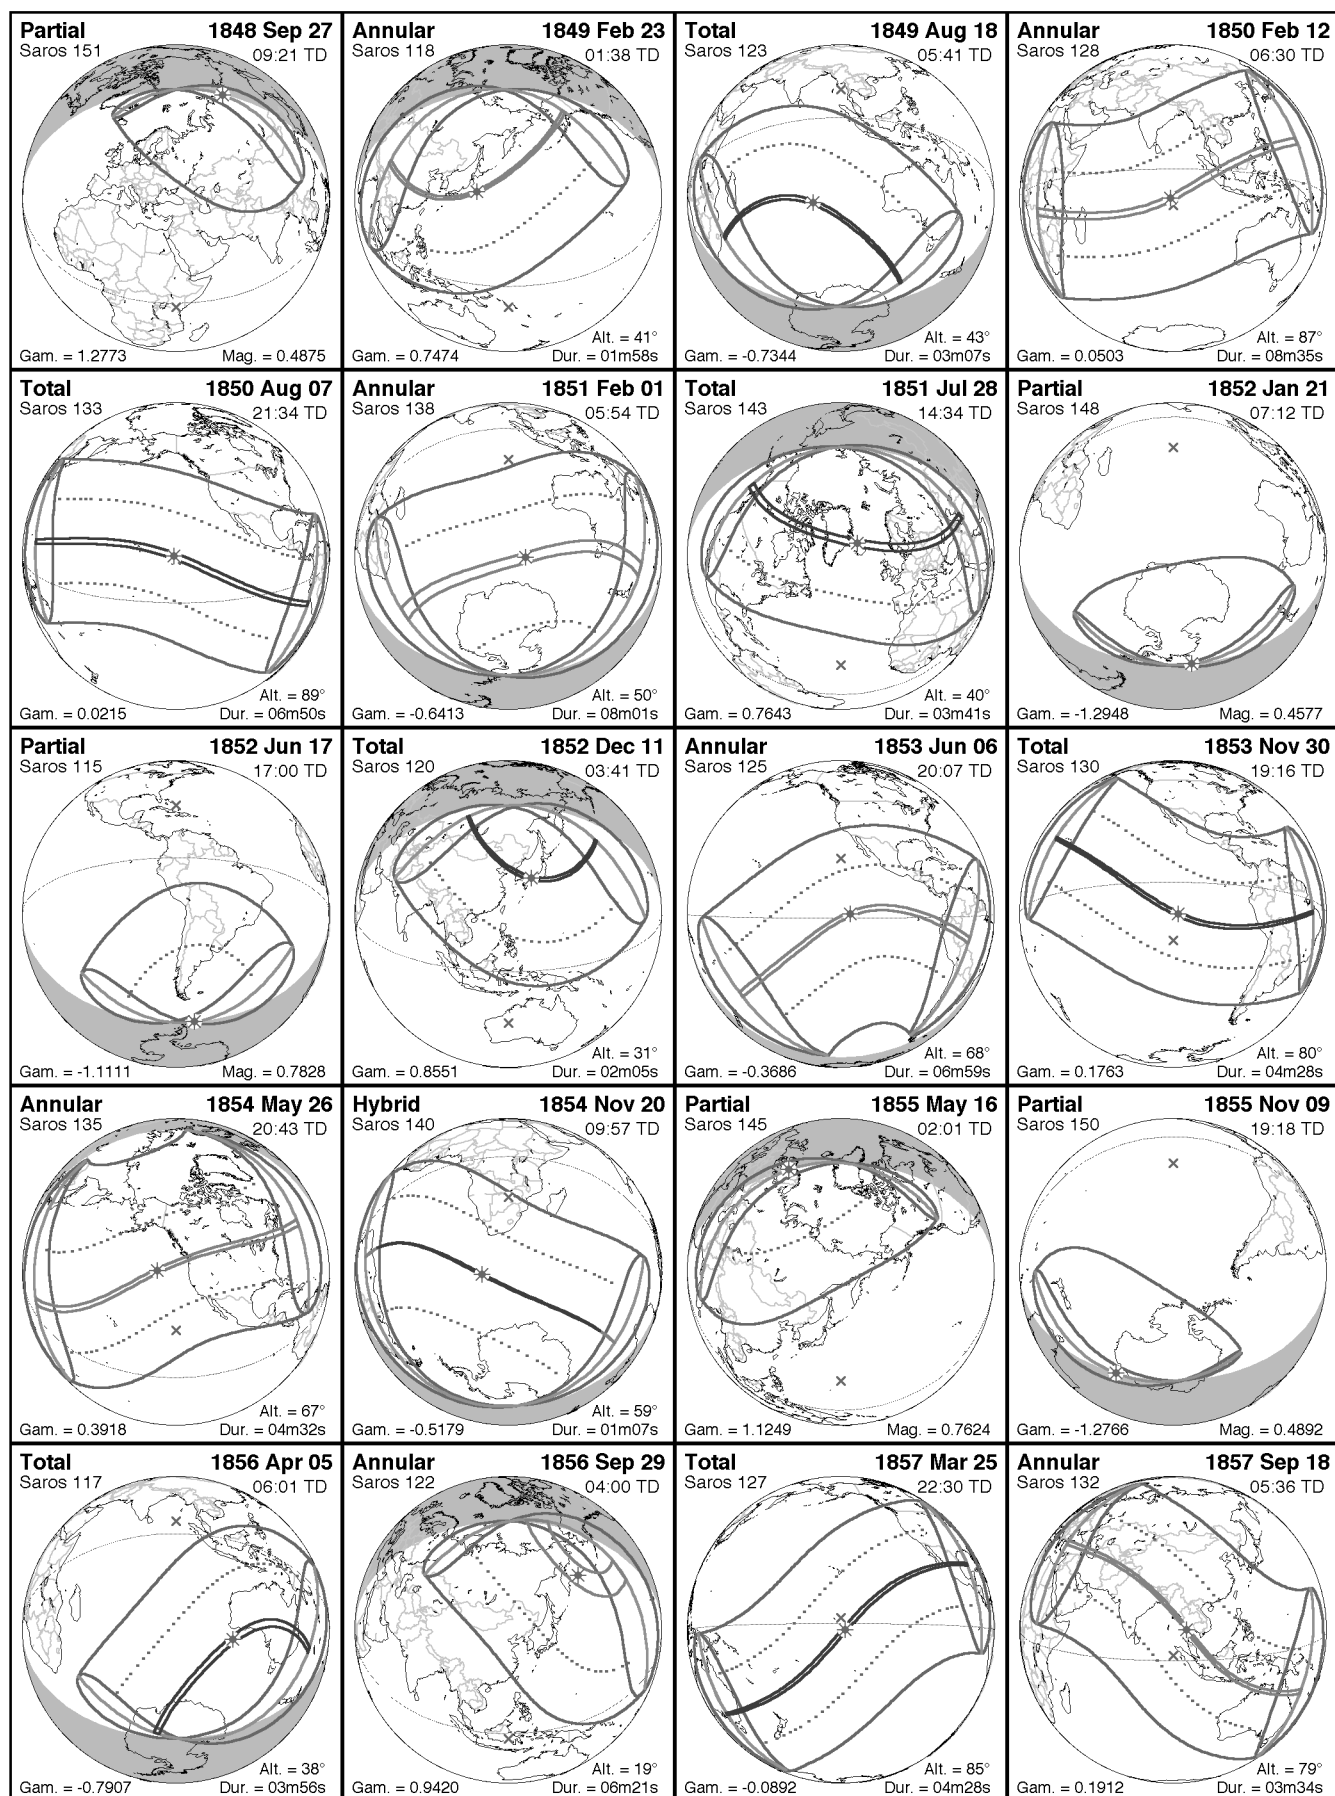 Partial 1848 Sep 27
Saros 151 09:21 TD
Gam. = 1.2773 Mag. = 0.4875
Annular 1849 Feb 23
Saros 118 01:38 TD
Alt. = 41°
Gam. = 0.7474 Dur. = 01m58s
Total 1849 Aug 18
Saros 123 05:41 TD
Alt. = 43°
Gam. = -0.7344 Dur. = 03m07s
Annular 1850 Feb 12
Saros 128 06:30 TD
Alt. = 87°
Gam. = 0.0503 Dur. = 08m35s
Total 1850 Aug 07
Saros 133 21:34 TD
Alt. = 89°
Gam. = 0.0215 Dur. = 06m50s
Annular 1851 Feb 01
Saros 138 05:54 TD
Alt. = 50°
Gam. = -0.6413 Dur. = 08m01s
Total 1851 Jul 28
Saros 143 14:34 TD
Alt. = 40°
Gam. = 0.7643 Dur. = 03m41s
Partial 1852 Jan 21
Saros 148 07:12 TD
Gam. = -1.2948 Mag. = 0.4577
Partial 1852 Jun 17
Saros 115 17:00 TD
Gam. = -1.1111 Mag. = 0.7828
Total 1852 Dec 11
Saros 120 03:41 TD
Alt. = 31°
Gam. = 0.8551 Dur. = 02m05s
Annular 1853 Jun 06
Saros 125 20:07 TD
Alt. = 68°
Gam. = -0.3686 Dur. = 06m59s
Total 1853 Nov 30
Saros 130 19:16 TD
Alt. = 80°
Gam. = 0.1763 Dur. = 04m28s
Annular 1854 May 26
Saros 135 20:43 TD
Alt. = 67°
Gam. = 0.3918 Dur. = 04m32s
Hybrid 1854 Nov 20
Saros 140 09:57 TD
Alt. = 59°
Gam. = -0.5179 Dur. = 01m07s
Partial 1855 May 16
Saros 145 02:01 TD
Gam. = 1.1249 Mag. = 0.7624
Partial 1855 Nov 09
Saros 150 19:18 TD
Gam. = -1.2766 Mag. = 0.4892
Total 1856 Apr 05
Saros 117 06:01 TD
Alt. = 38°
Gam. = -0.7907 Dur. = 03m56s
Annular 1856 Sep 29
Saros 122 04:00 TD
Alt. = 19°
Gam. = 0.9420 Dur. = 06m21s
Total 1857 Mar 25
Saros 127 22:30 TD
Alt. = 85°
Gam. = -0.0892 Dur. = 04m28s
Annular 1857 Sep 18
Saros 132 05:36 TD
Alt. = 79°
Gam. = 0.1912 Dur. = 03m34s